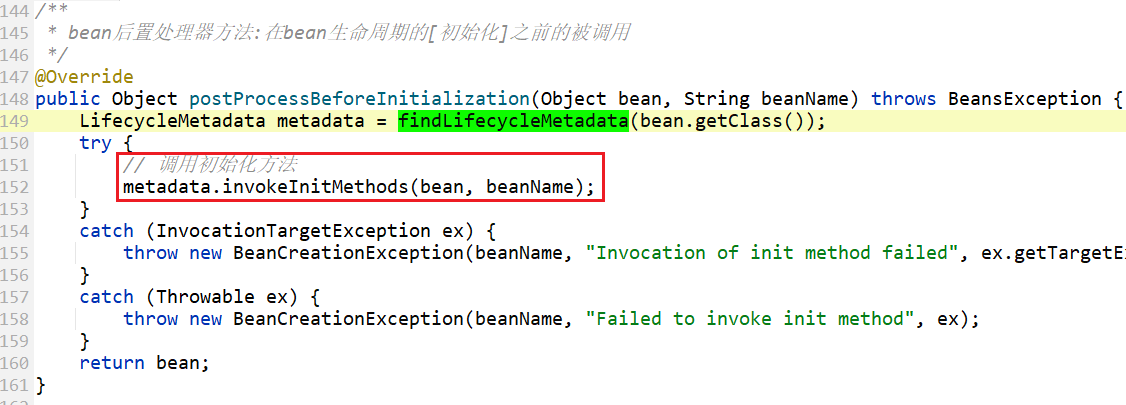 144 /**
145 * bean后置处理器方法:在bean生命周期的[初始化]之前的被调用
146 */
147 @Override
148 public Object postProcessBeforeInitialization(Object bean, String beanName) throws BeansException {
149 LifecycleMetadata metadata = findLifecycleMetadata(bean.getClass());
150 try {
151 // 调用初始化方法
152 metadata.invokeInitMethods(bean, beanName);
153 }
154 catch (InvocationTargetException ex) {
155 throw new BeanCreationException(beanName, "Invocation of init method failed", ex.getTargetE
156 }
157 catch (Throwable ex) {
158 throw new BeanCreationException(beanName, "Failed to invoke init method", ex);
159 }
160 return bean;
161 }